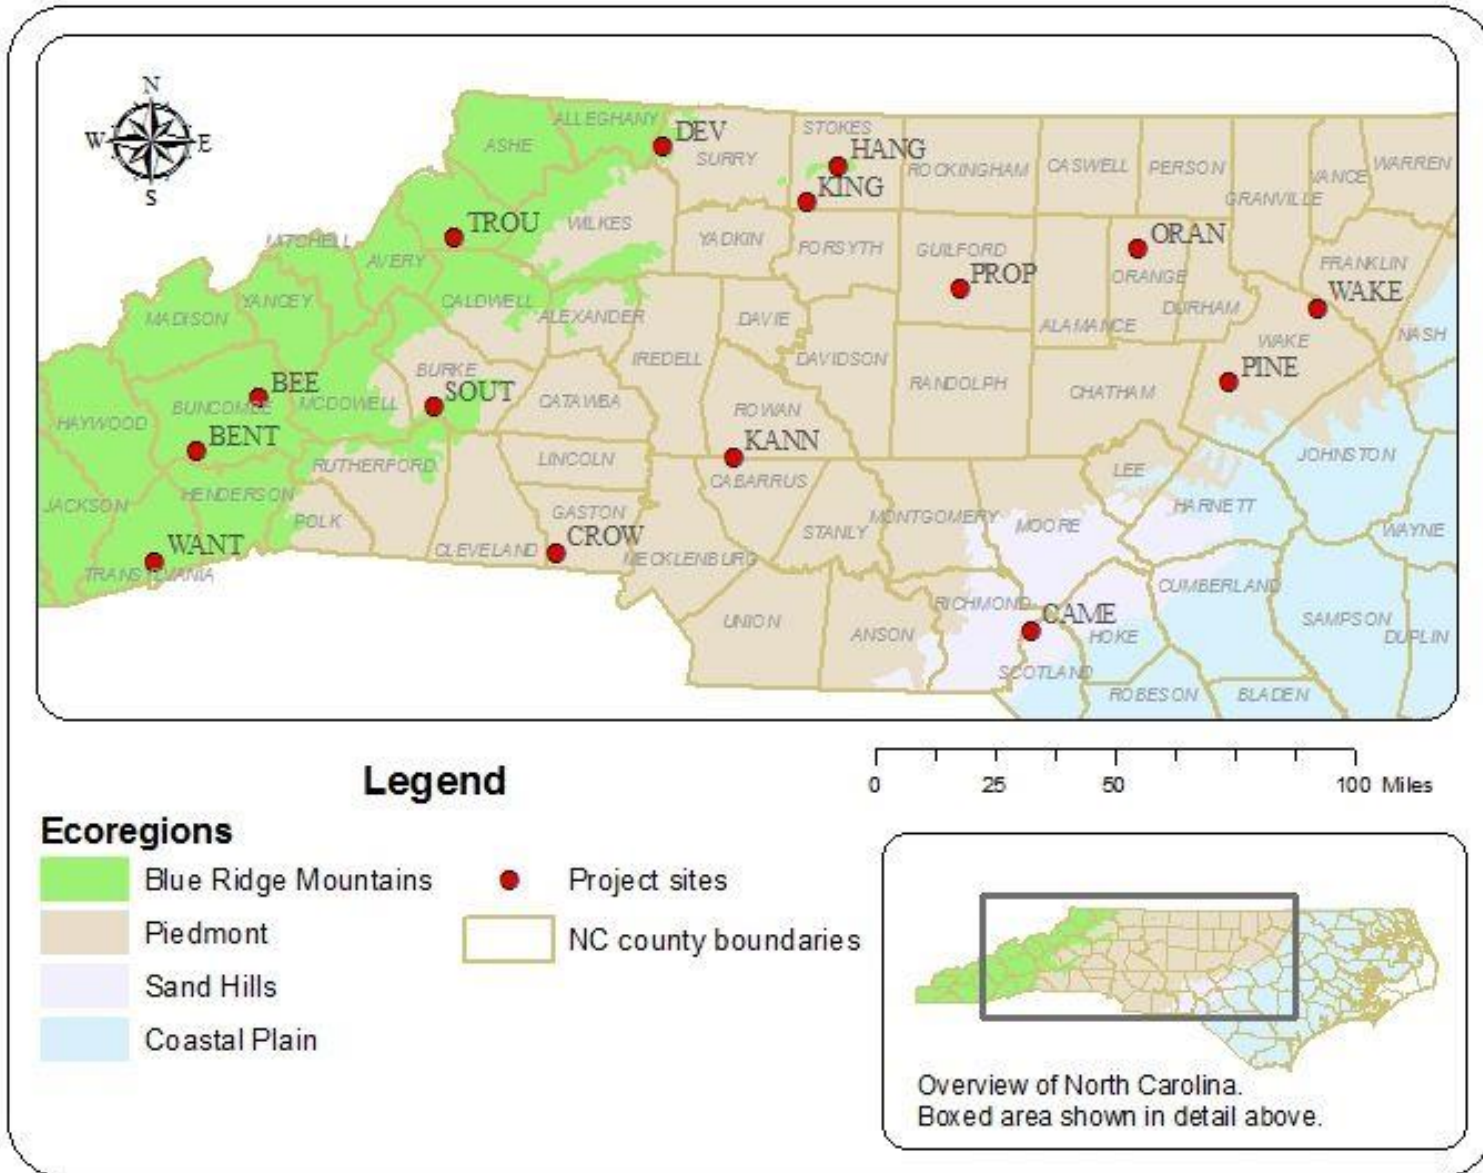 N
W E
S
ALLEGHANY
STOKES
ASHE
DEV
SURRY
HANG
ROCKINGHAM
CASWELL
PERSON
VANCE
WARREN
KING
GRANVILLE
TROU
WILKES
MITCHELL
YADKIN
FORSYTH
GUILFORD
ORAN
AVERY
PROP
ORANGE
FRANKLIN
YANCEY
CALDWELL
WAKE
MADISON
ALEXANDER
DAVIE
ALAMANCE
DURHAM
WAKE
NASH
IREDELL
DAVIDSON
BURKE
PINE
BEE
SOUT
RANDOLPH
CHATHAM
BUNCOMBE
MCDOWELL
CATAWBA
ROWAN
HAYWOOD
BENT
KANN
JOHNSTON
RUTHERFORD
LINCOLN
LEE
CABARRUS
HENDERSON
JACKSON
HARNETT
POLK
GASTON
MONTGOMERY
MOORE
STANLY
WAYNE
WANT
CLEVELAND
CROW
MECKLENBURG
TRANSYLVANIA
CUMBERLAND
RICHMOND
CAME
UNION
ANSON
HOKE
SAMPSON
DUPLIN
SCOTLAND
ROBESON
BLADEN
0 25 50 100 Miles
Legend
Ecoregions
Blue Ridge Mountains
Piedmont
Sand Hills
Coastal Plain
Project sites
NC county boundaries
Overview of North Carolina.
Boxed area shown in detail above.